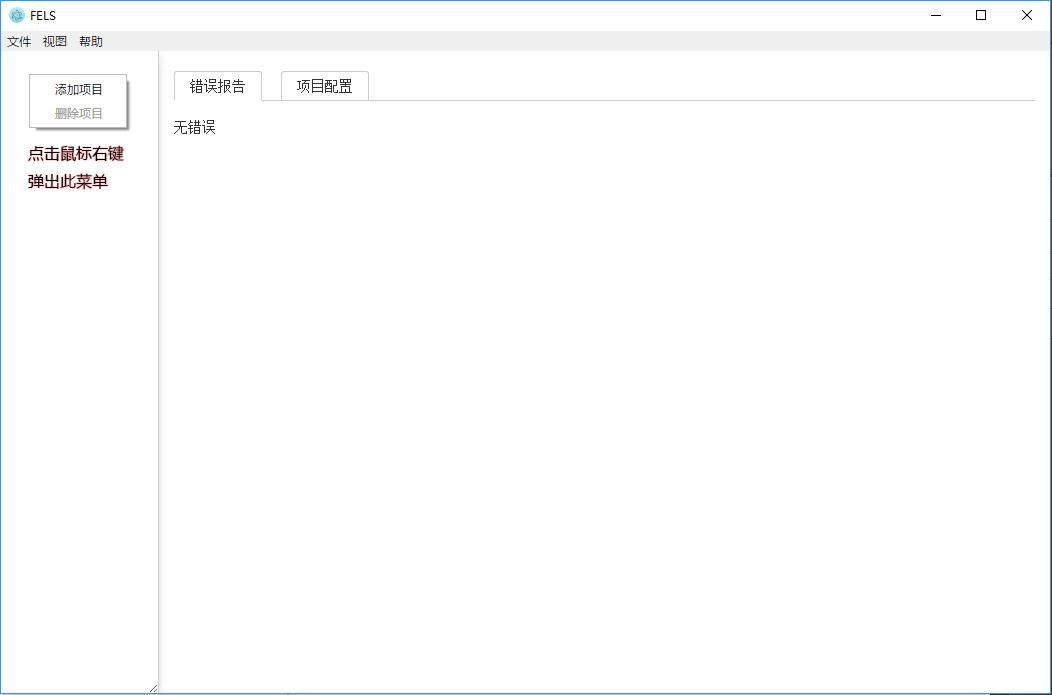 FELS
文件 视图 帮助
添加项目
删除项目
点击鼠标右键
弹出此菜单
错误报告 项目配置
无错误